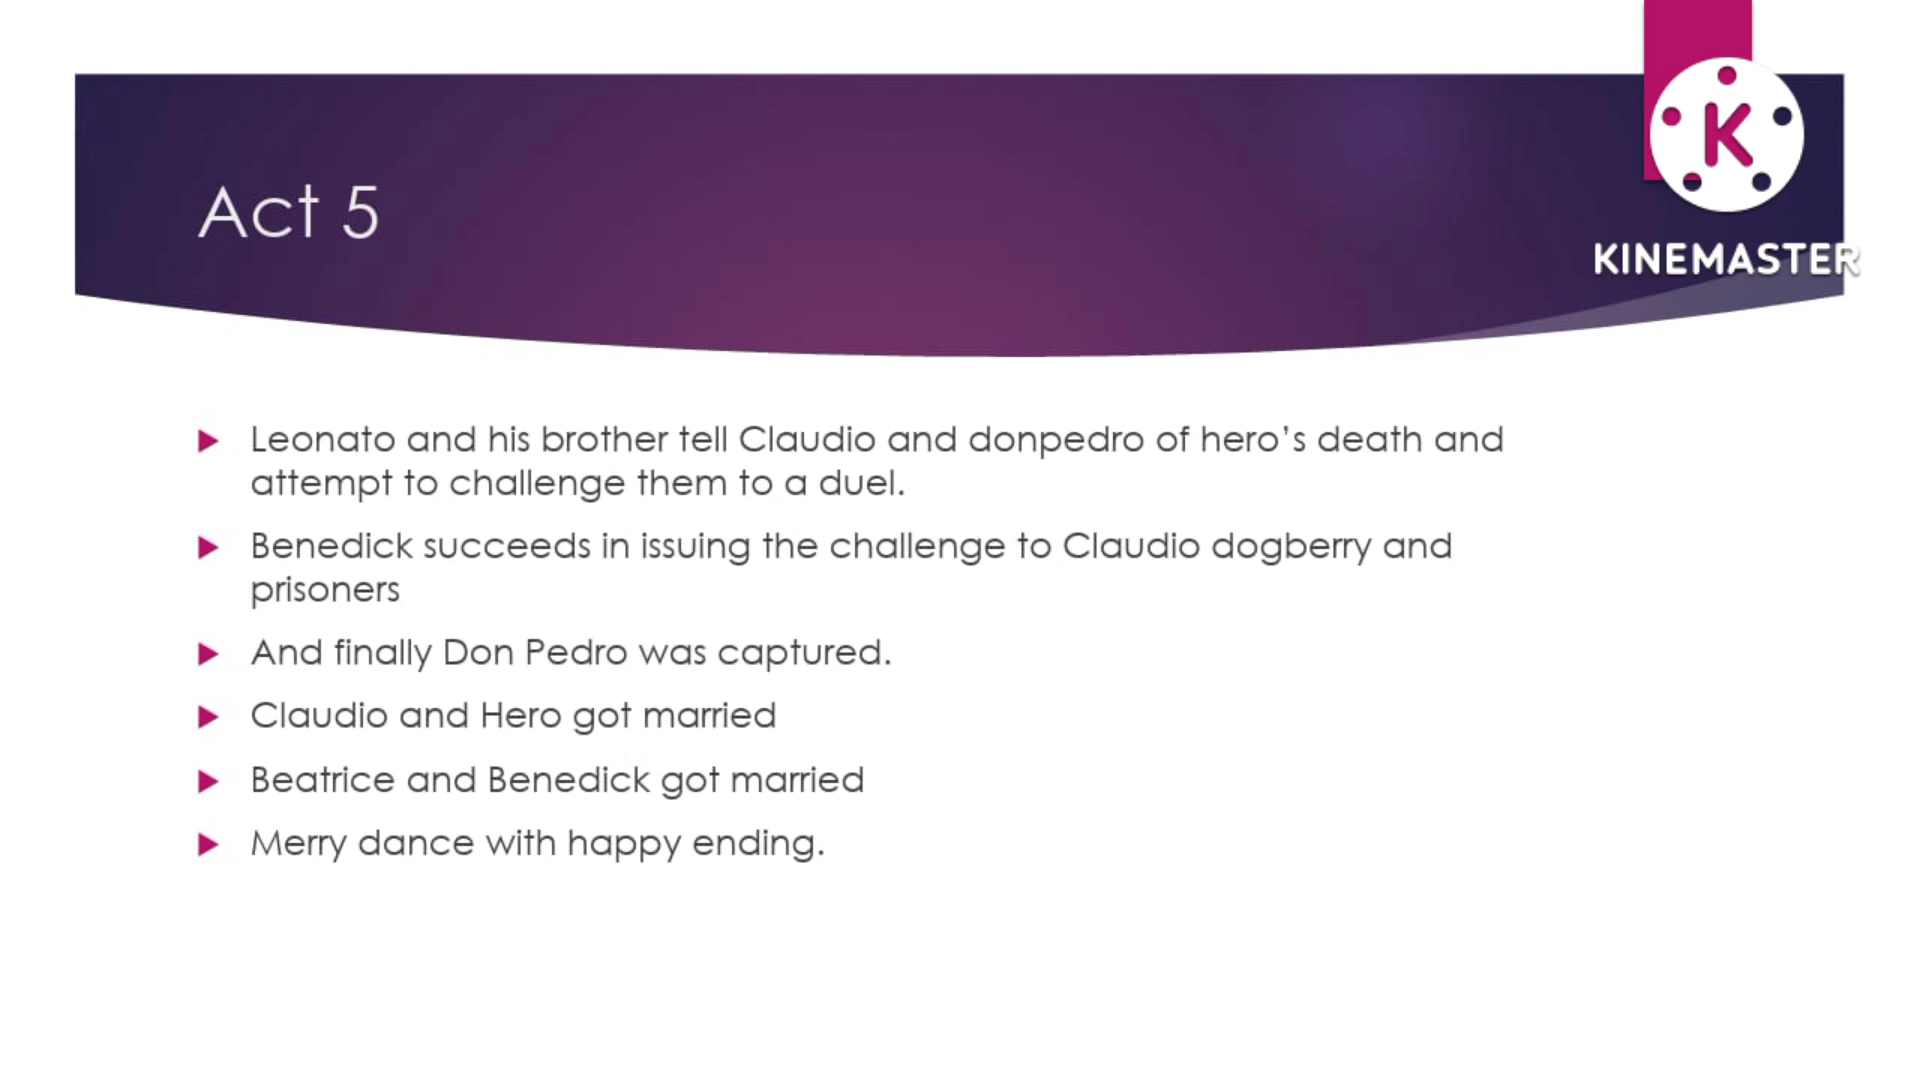 K
KINEMASTER
Act 5
Leonato and his brother tell Claudio and donpedro of hero’s death and
attempt to challenge them to a duel.
Benedick succeeds in issuing the challenge to Claudio dogberry and
prisoners
And finally Don Pedro was captured.
Claudio and Hero got married
Beatrice and Benedick got married
Merry dance with happy ending.